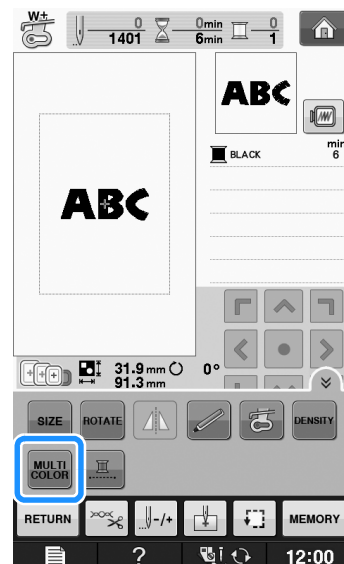 W+
0 0min 0
1401 6min 1
ABC
min
BLACK 6
ABC
31.9 mm 0°
91.3 mm
SIZE ROTATE DENSITY
MULTI
COLOR
RETURN -/+ MEMORY
? 12:00